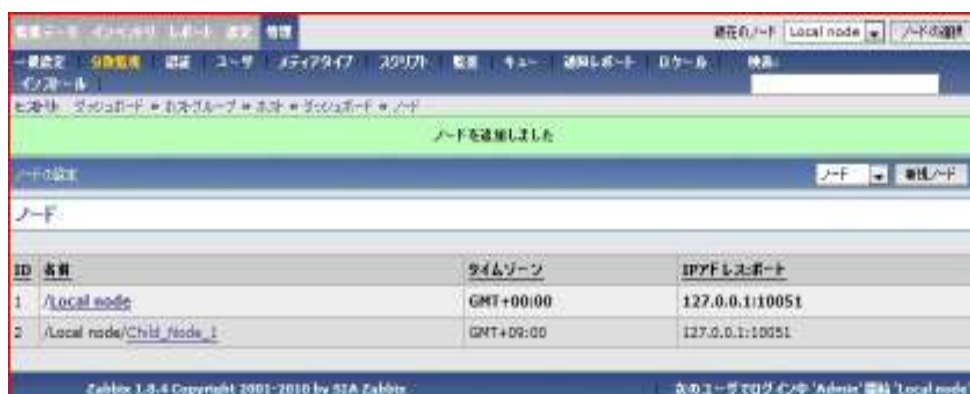 監視データ インベントリ レポート 設定 管理
現在のノード Local node ノードの選択
一般設定 分散監視 認証 ユーザ メディアタイプ スクリプト 監査 キュー 通知レポート ロケール 検索:
インストール
ヒストリ: ダッシュボード » ホストグループ » ホスト » ダッシュボード » ノード
ノードを追加しました
ノードの設定 ノード 新規ノード
ノード
ID 名前 タイムゾーン IPアドレス:ポート
1 /Local node GMT+00:00 127.0.0.1:10051
2 /Local node/Child_Node_1 GMT+09:00 127.0.0.1:10051
Zabbix 1.8.4 Copyright 2001-2010 by SIA Zabbix 次のユーザでログイン中 'Admin' 開始 'Local node'